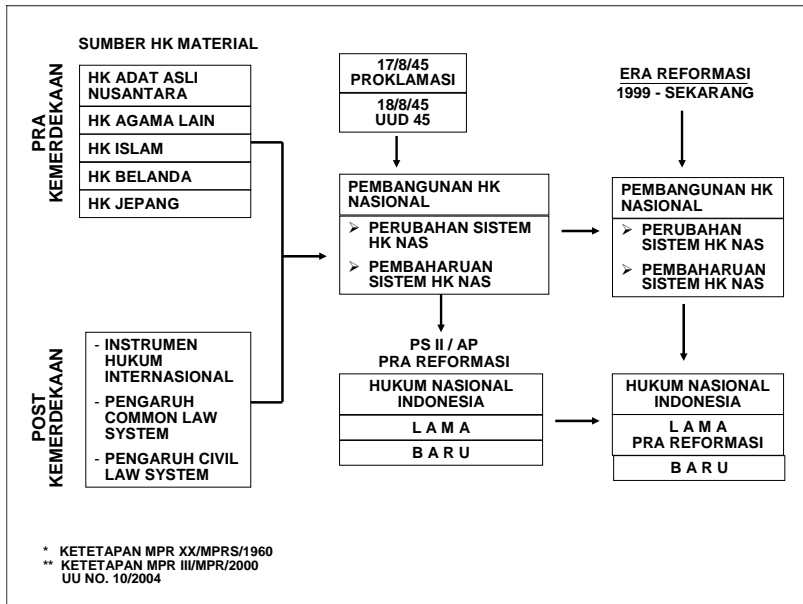 SUMBER HK MATERIAL
PRA
KEMERDEKAAN
HK ADAT ASLI
NUSANTARA
HK AGAMA LAIN
HK ISLAM
HK BELANDA
HK JEPANG
POST
KEMERDEKAAN
- INSTRUMEN
HUKUM
INTERNASIONAL
- PENGARUH
COMMON LAW
SYSTEM
- PENGARUH CIVIL
LAW SYSTEM
17/8/45
PROKLAMASI
18/8/45
UUD 45
PEMBANGUNAN HK
NASIONAL
➢ PERUBAHAN SISTEM
HK NAS
➢ PEMBAHARUAN
SISTEM HK NAS
PS II / AP
PRA REFORMASI
HUKUM NASIONAL
INDONESIA
L A M A
B A R U
ERA REFORMASI
1999 - SEKARANG
PEMBANGUNAN HK
NASIONAL
➢ PERUBAHAN
SISTEM HK NAS
➢ PEMBAHARUAN
SISTEM HK NAS
HUKUM NASIONAL
INDONESIA
L A M A
PRA REFORMASI
B A R U
* KETETAPAN MPR XX/MPRS/1960
** KETETAPAN MPR III/MPR/2000
UU NO. 10/2004